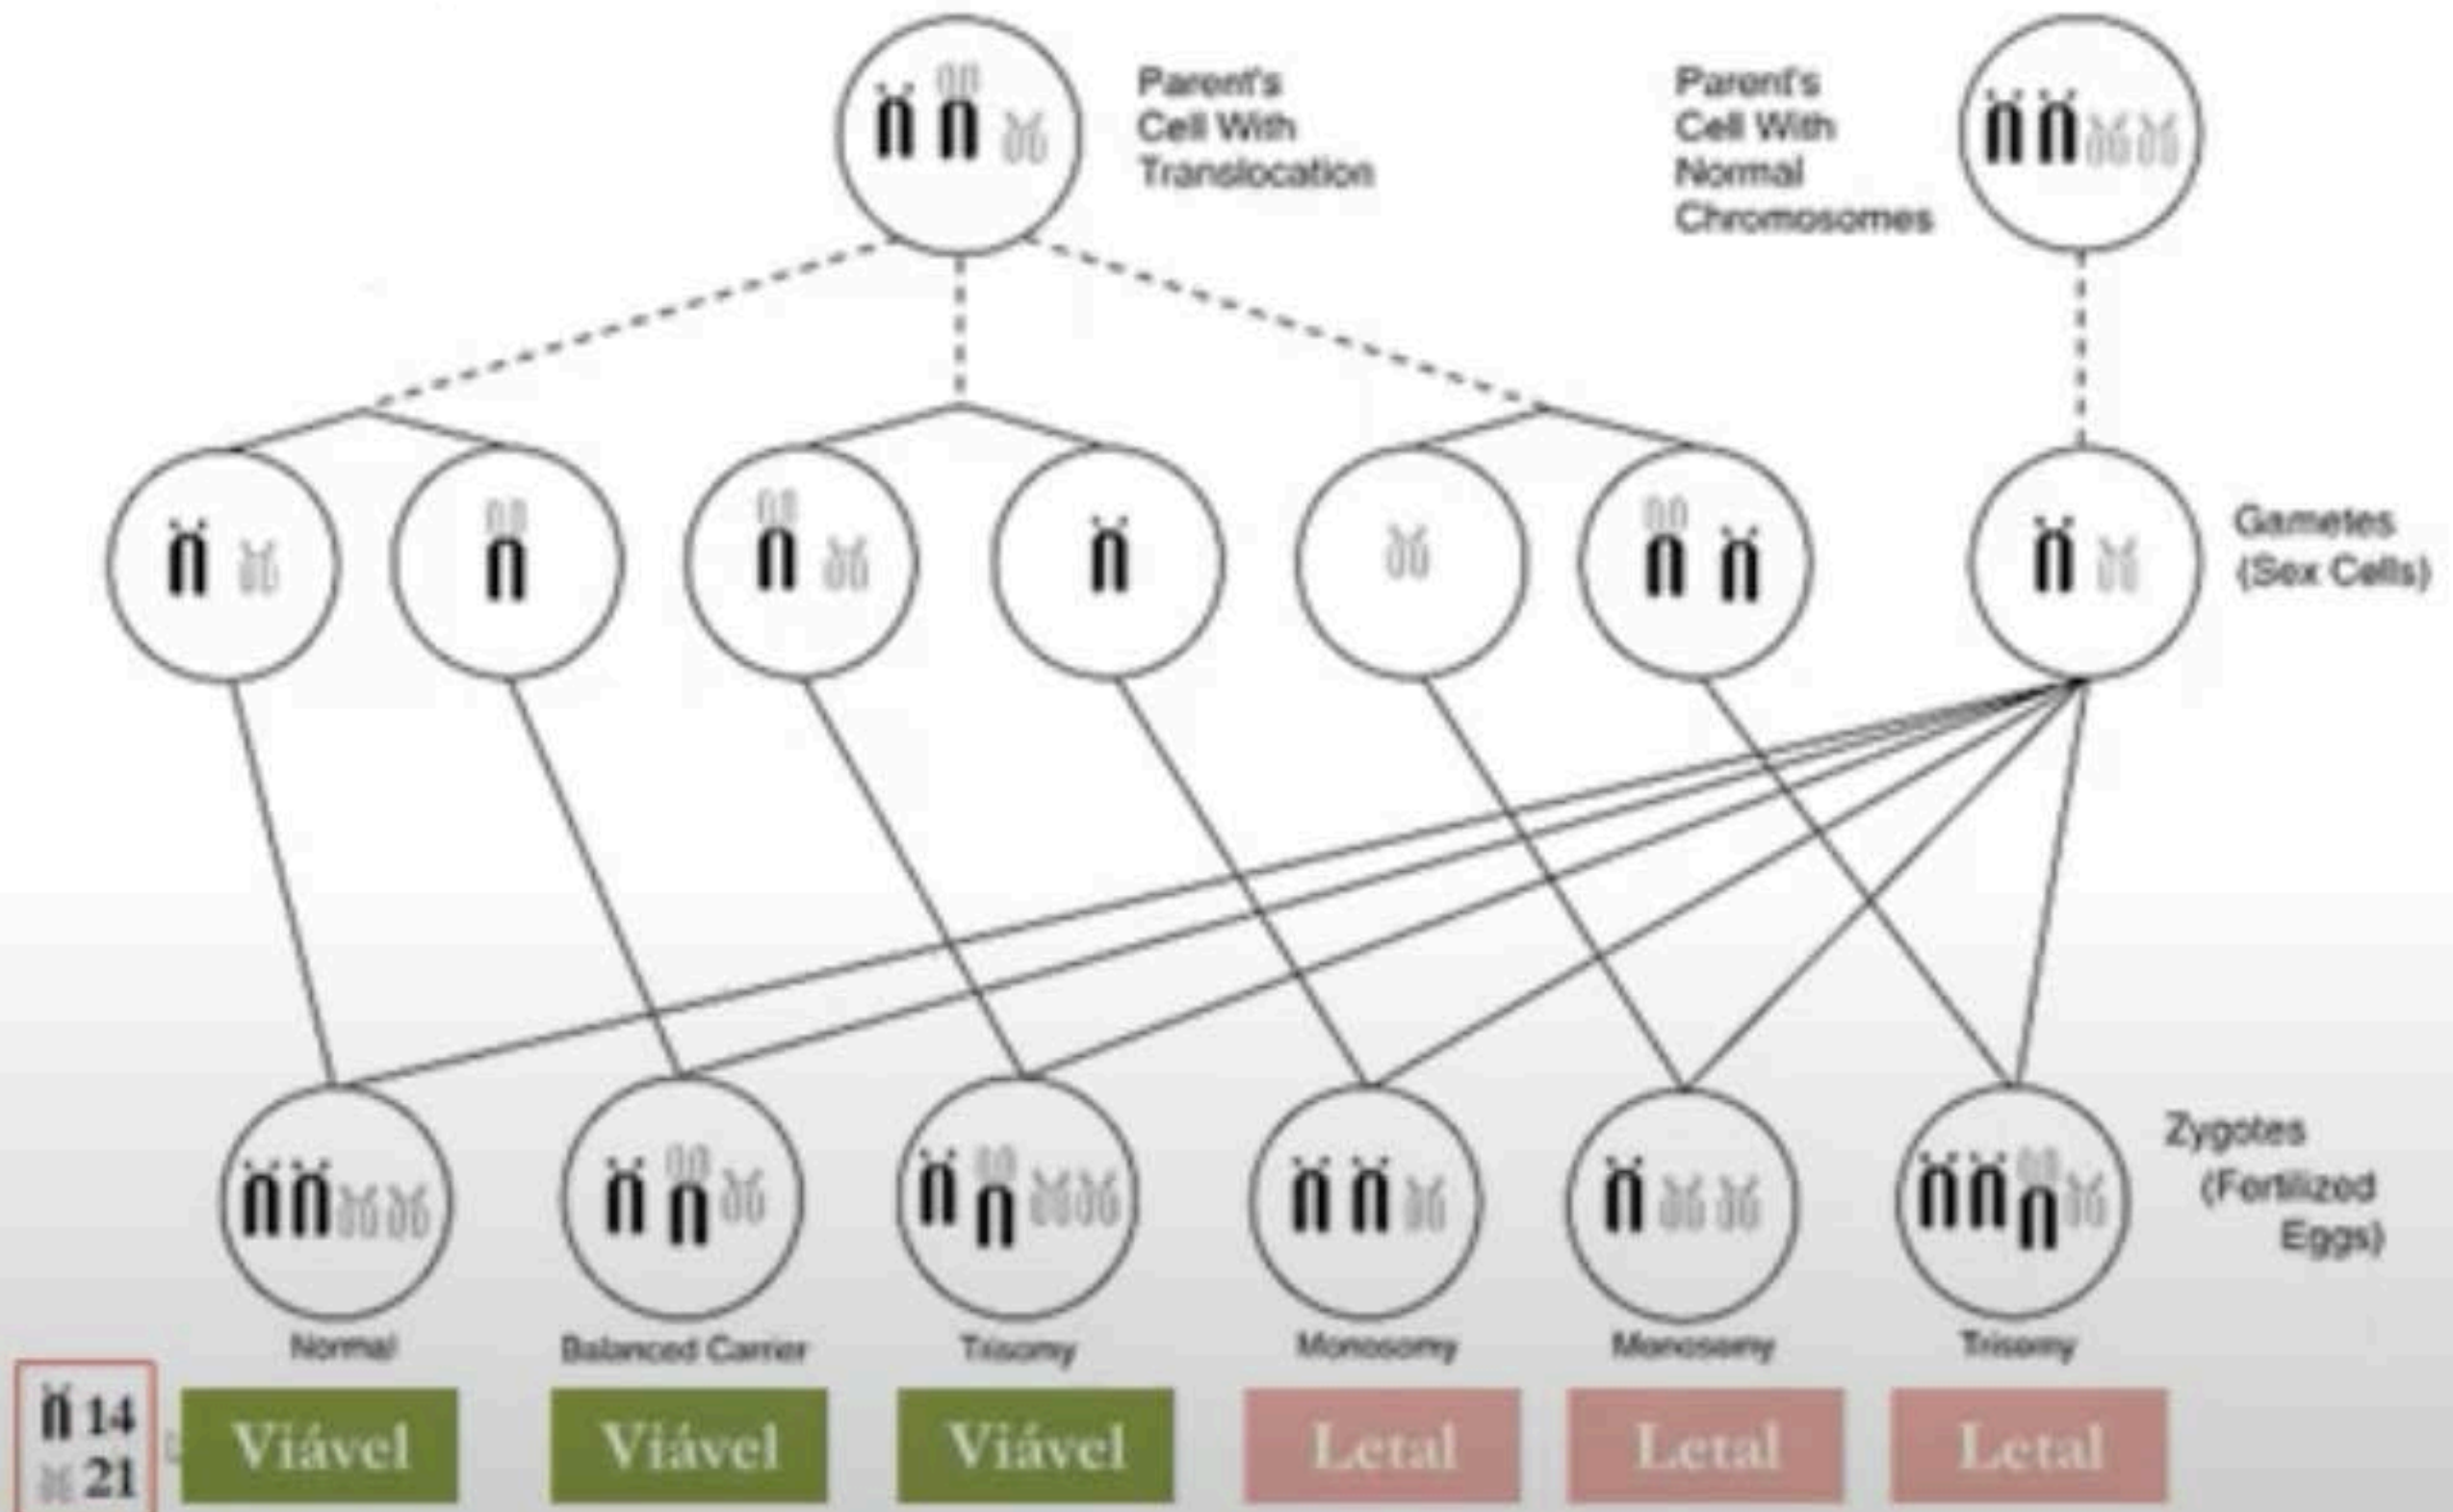 Parent's
Cell With
Translocation
Parent's
Cell With
Normal
Chromosomes
Gametes
(Sex Cells)
Zygotes
(Fertilized
Eggs)
Normal
Balanced Carrier
Trisomy
Monosomy
Monosomy
Trisomy
14
21
Viável
Viável
Viável
Letal
Letal
Letal